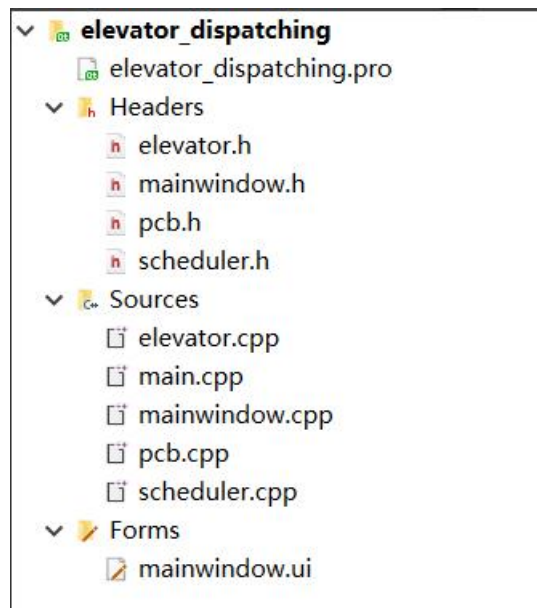 elevator_dispatching
elevator_dispatching.pro
Headers
elevator.h
mainwindow.h
pcb.h
scheduler.h
Sources
elevator.cpp
main.cpp
mainwindow.cpp
pcb.cpp
scheduler.cpp
Forms
mainwindow.ui